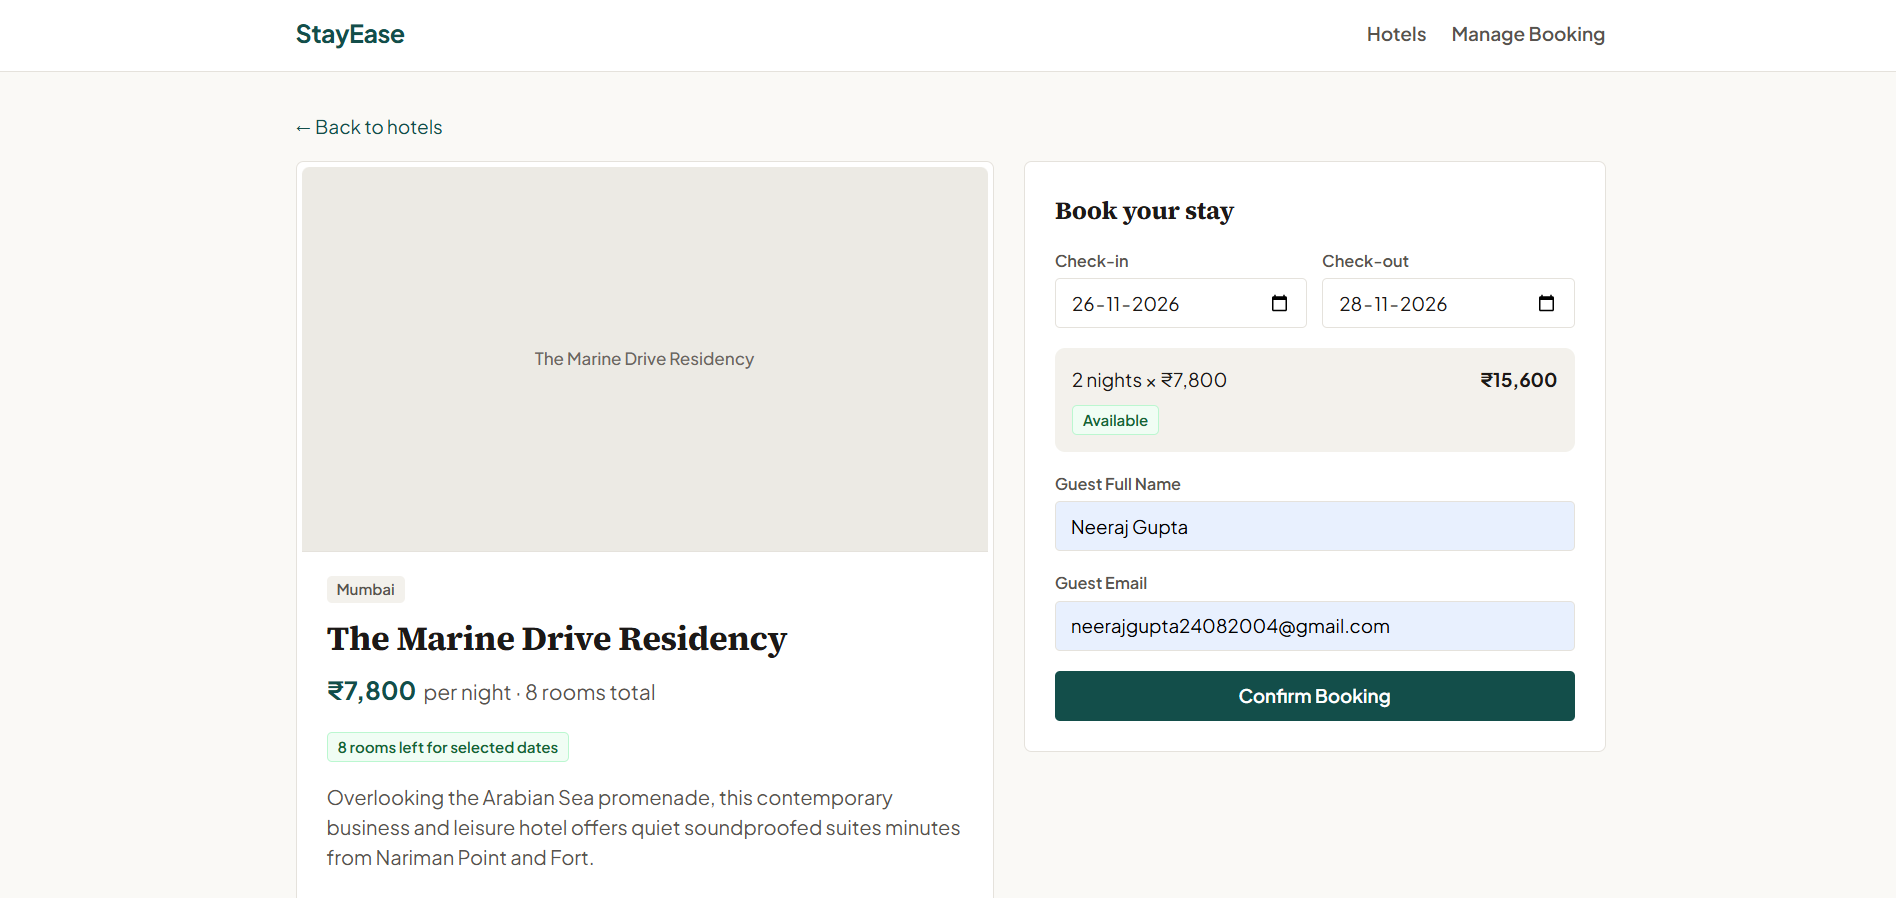 StayEase
Hotels
Manage Booking
← Back to hotels
The Marine Drive Residency
Mumbai
The Marine Drive Residency
₹7,800 per night · 8 rooms total
8 rooms left for selected dates
Overlooking the Arabian Sea promenade, this contemporary
business and leisure hotel offers quiet soundproofed suites minutes
from Nariman Point and Fort.
Book your stay
Check-in
Check-out
26-11-2026
28-11-2026
2 nights × ₹7,800
₹15,600
Available
Guest Full Name
Neeraj Gupta
Guest Email
neerajgupta24082004@gmail.com
Confirm Booking